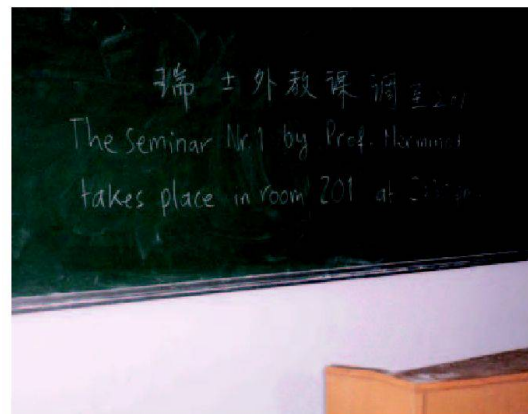 瑞士外教课调至201
The Seminar Nr.1 by Prof.
takes place in room 201 at